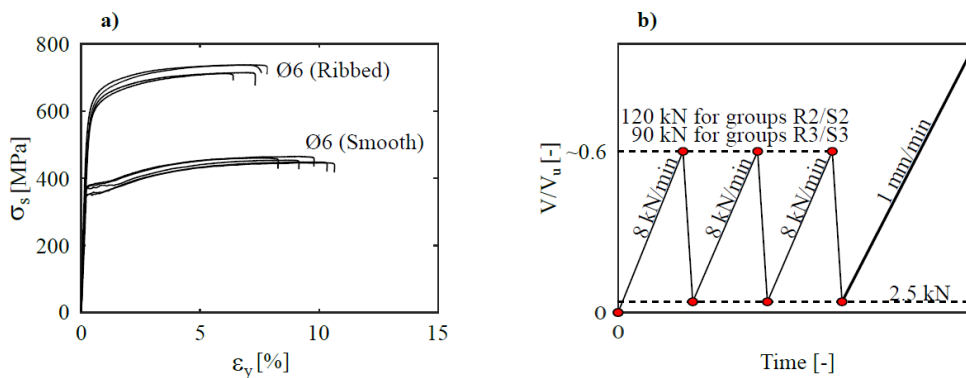 a)
800
600
400
200
0
σs [MPa]
Ø6 (Ribbed)
Ø6 (Smooth)
0
5
10
15
εy [%]
b)
V/Vu [-]
~0.6
0
120 kN for groups R2/S2
90 kN for groups R3/S3
8 kN/min
8 kN/min
8 kN/min
1 mm/min
2.5 kN
0
Time [-]